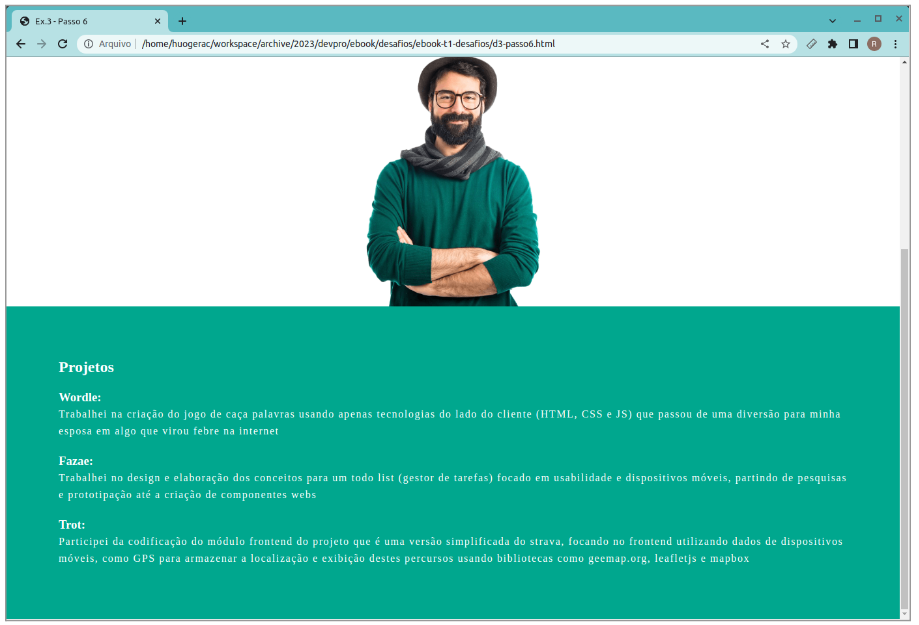 Ex.3 - Passo 6
Arquivo /home/huogerac/workspace/archive/2023/devpro/ebook/desafios/ebook-t1-desafios/d3-passo6.html
R
Projetos
Wordle:
Trabalhei na criação do jogo de caça palavras usando apenas tecnologias do lado do cliente (HTML, CSS e JS) que passou de uma diversão para minha
esposa em algo que virou febre na internet
Fazae:
Trabalhei no design e elaboração dos conceitos para um todo list (gestor de tarefas) focado em usabilidade e dispositivos móveis, partindo de pesquisas
e prototipação até a criação de componentes webs
Trot:
Participei da codificação do módulo frontend do projeto que é uma versão simplificada do strava, focando no frontend utilizando dados de dispositivos
móveis, como GPS para armazenar a localização e exibição destes percursos usando bibliotecas como geemap.org, leafletjs e mapbox